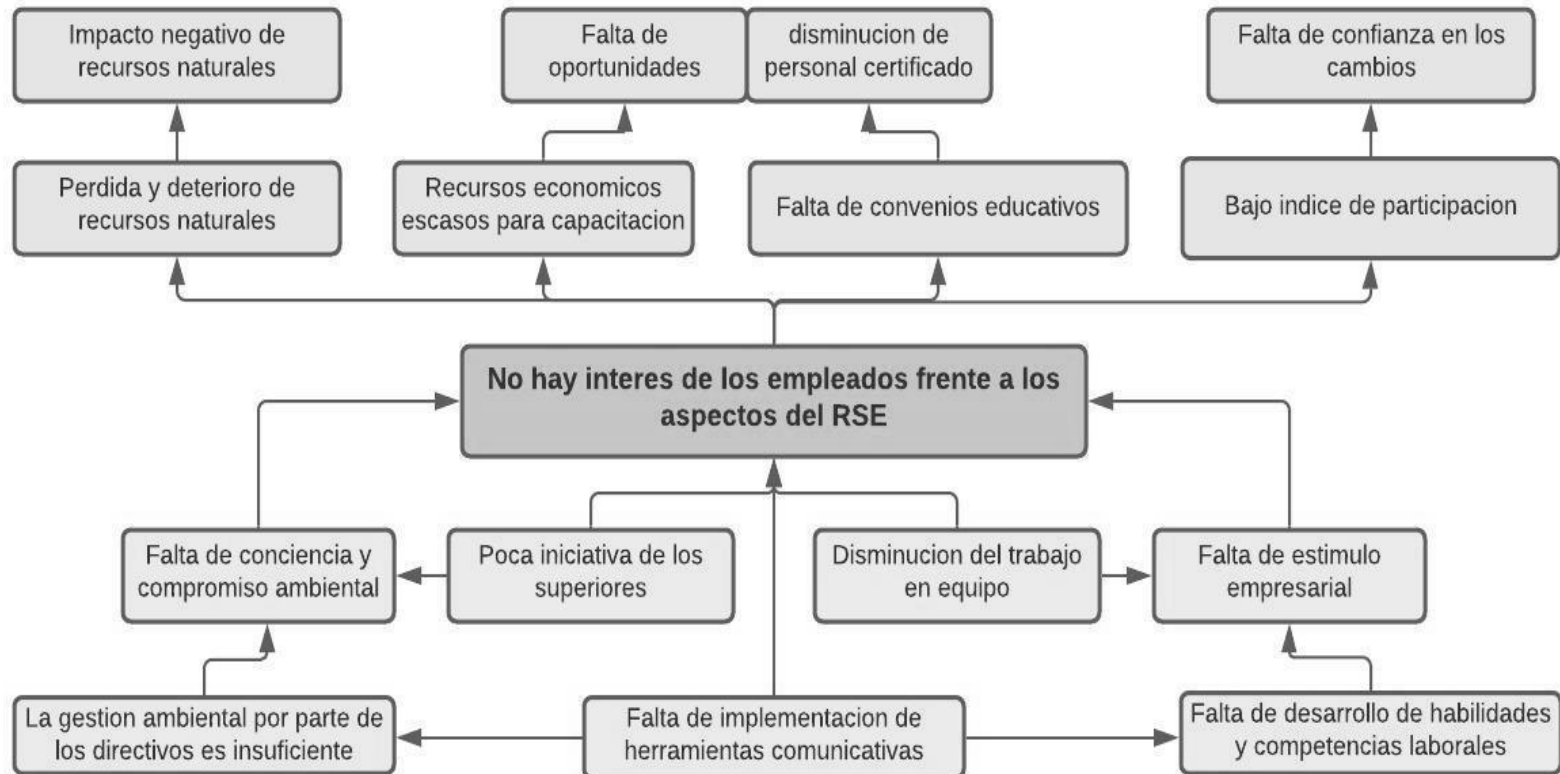 Impacto negativo de
recursos naturales
Falta de
oportunidades
disminucion de
personal certificado
Falta de confianza en los
cambios
Perdida y deterioro de
recursos naturales
Recursos economicos
escasos para capacitacion
Falta de convenios educativos
Bajo indice de participacion
No hay interes de los empleados frente a los
aspectos del RSE
Falta de conciencia y
compromiso ambiental
Poca iniciativa de los
superiores
Disminucion del trabajo
en equipo
Falta de estimulo
empresarial
La gestion ambiental por parte de
los directivos es insuficiente
Falta de implementacion de
herramientas comunicativas
Falta de desarrollo de habilidades
y competencias laborales